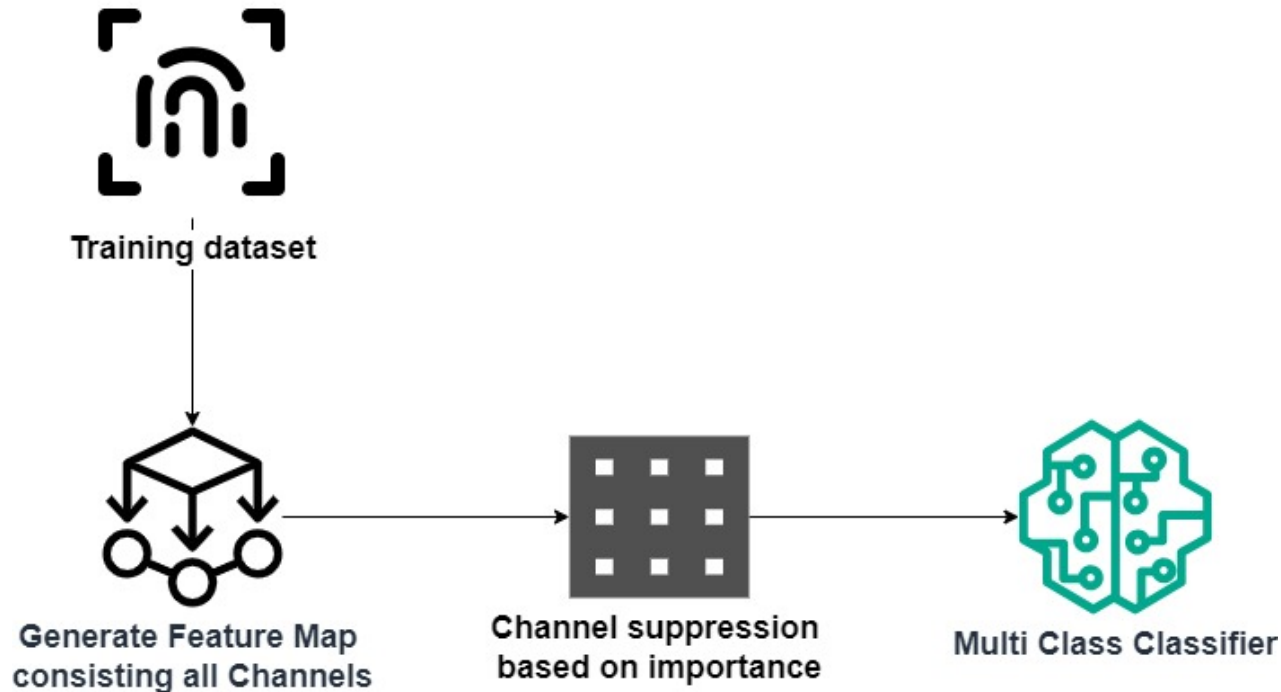 Training dataset
Generate Feature Map
consisting all Channels
Channel suppression
based on importance
Multi Class Classifier